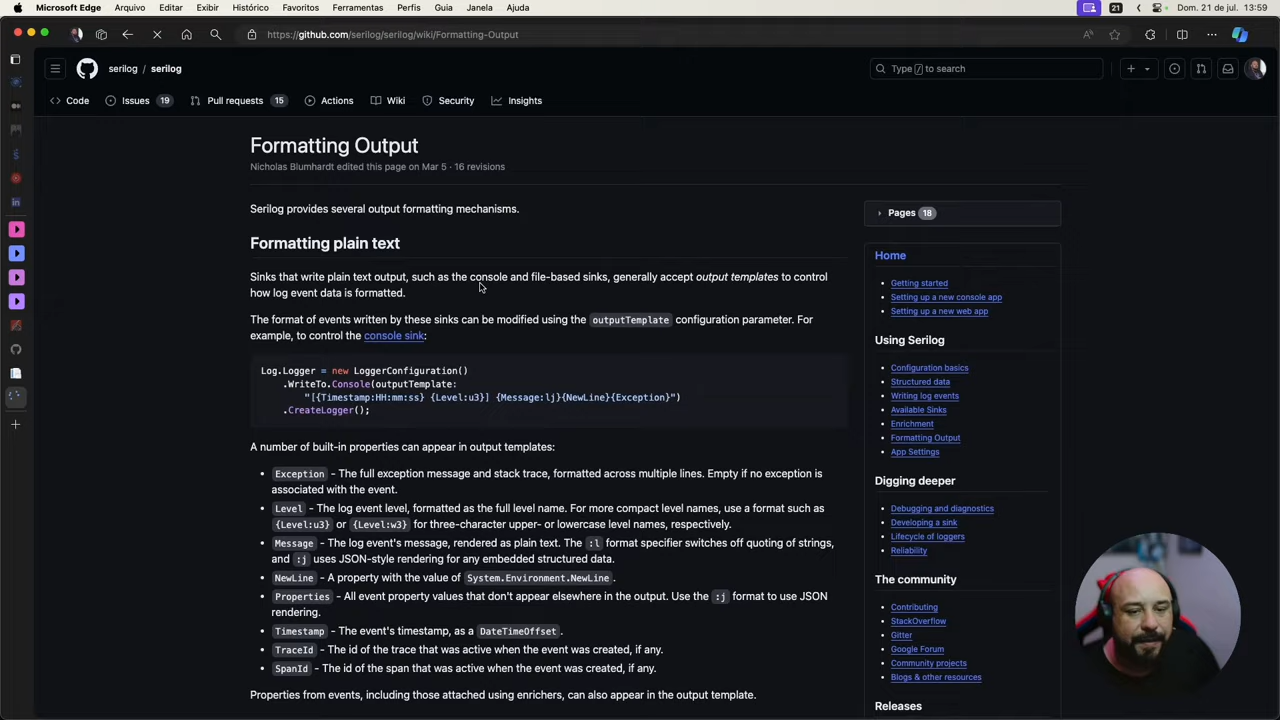 Microsoft Edge Arquivo Editar Exibir Histórico Favoritos Ferramentas Perfis Guia Janela Ajuda 21 Dom. 21 de jul. 13:59
https://github.com/serilog/serilog/wiki/Formatting-Output
serilog / serilog Type / to search
Code Issues 19 Pull requests 15 Actions Wiki Security Insights
Formatting Output
Nicholas Blumhardt edited this page on Mar 5 · 16 revisions
Serilog provides several output formatting mechanisms.
Formatting plain text
Sinks that write plain text output, such as the console and file-based sinks, generally accept output templates to control
how log event data is formatted.
The format of events written by these sinks can be modified using the outputTemplate configuration parameter. For
example, to control the console sink:
Log.Logger = new LoggerConfiguration()
.WriteTo.Console(outputTemplate:
"[{Timestamp:HH:mm:ss} {Level:u3}] {Message:lj}{NewLine}{Exception}")
.CreateLogger();
A number of built-in properties can appear in output templates:
• Exception - The full exception message and stack trace, formatted across multiple lines. Empty if no exception is
associated with the event.
• Level - The log event level, formatted as the full level name. For more compact level names, use a format such as
{Level:u3} or {Level:w3} for three-character upper- or lowercase level names, respectively.
• Message - The log event's message, rendered as plain text. The :l format specifier switches off quoting of strings,
and :j uses JSON-style rendering for any embedded structured data.
• NewLine - A property with the value of System.Environment.NewLine.
• Properties - All event property values that don't appear elsewhere in the output. Use the :j format to use JSON
rendering.
• Timestamp - The event's timestamp, as a DateTimeOffset.
• TraceId - The id of the trace that was active when the event was created, if any.
• SpanId - The id of the span that was active when the event was created, if any.
Properties from events, including those attached using enrichers, can also appear in the output template.
Pages 18
Home
• Getting started
• Setting up a new console app
• Setting up a new web app
Using Serilog
• Configuration basics
• Structured data
• Writing log events
• Available Sinks
• Enrichment
• Formatting Output
• App Settings
Digging deeper
• Debugging and diagnostics
• Developing a sink
• Lifecycle of loggers
• Reliability
The community
• Contributing
• StackOverflow
• Gitter
• Google Forum
• Community projects
• Blogs & other resources
Releases